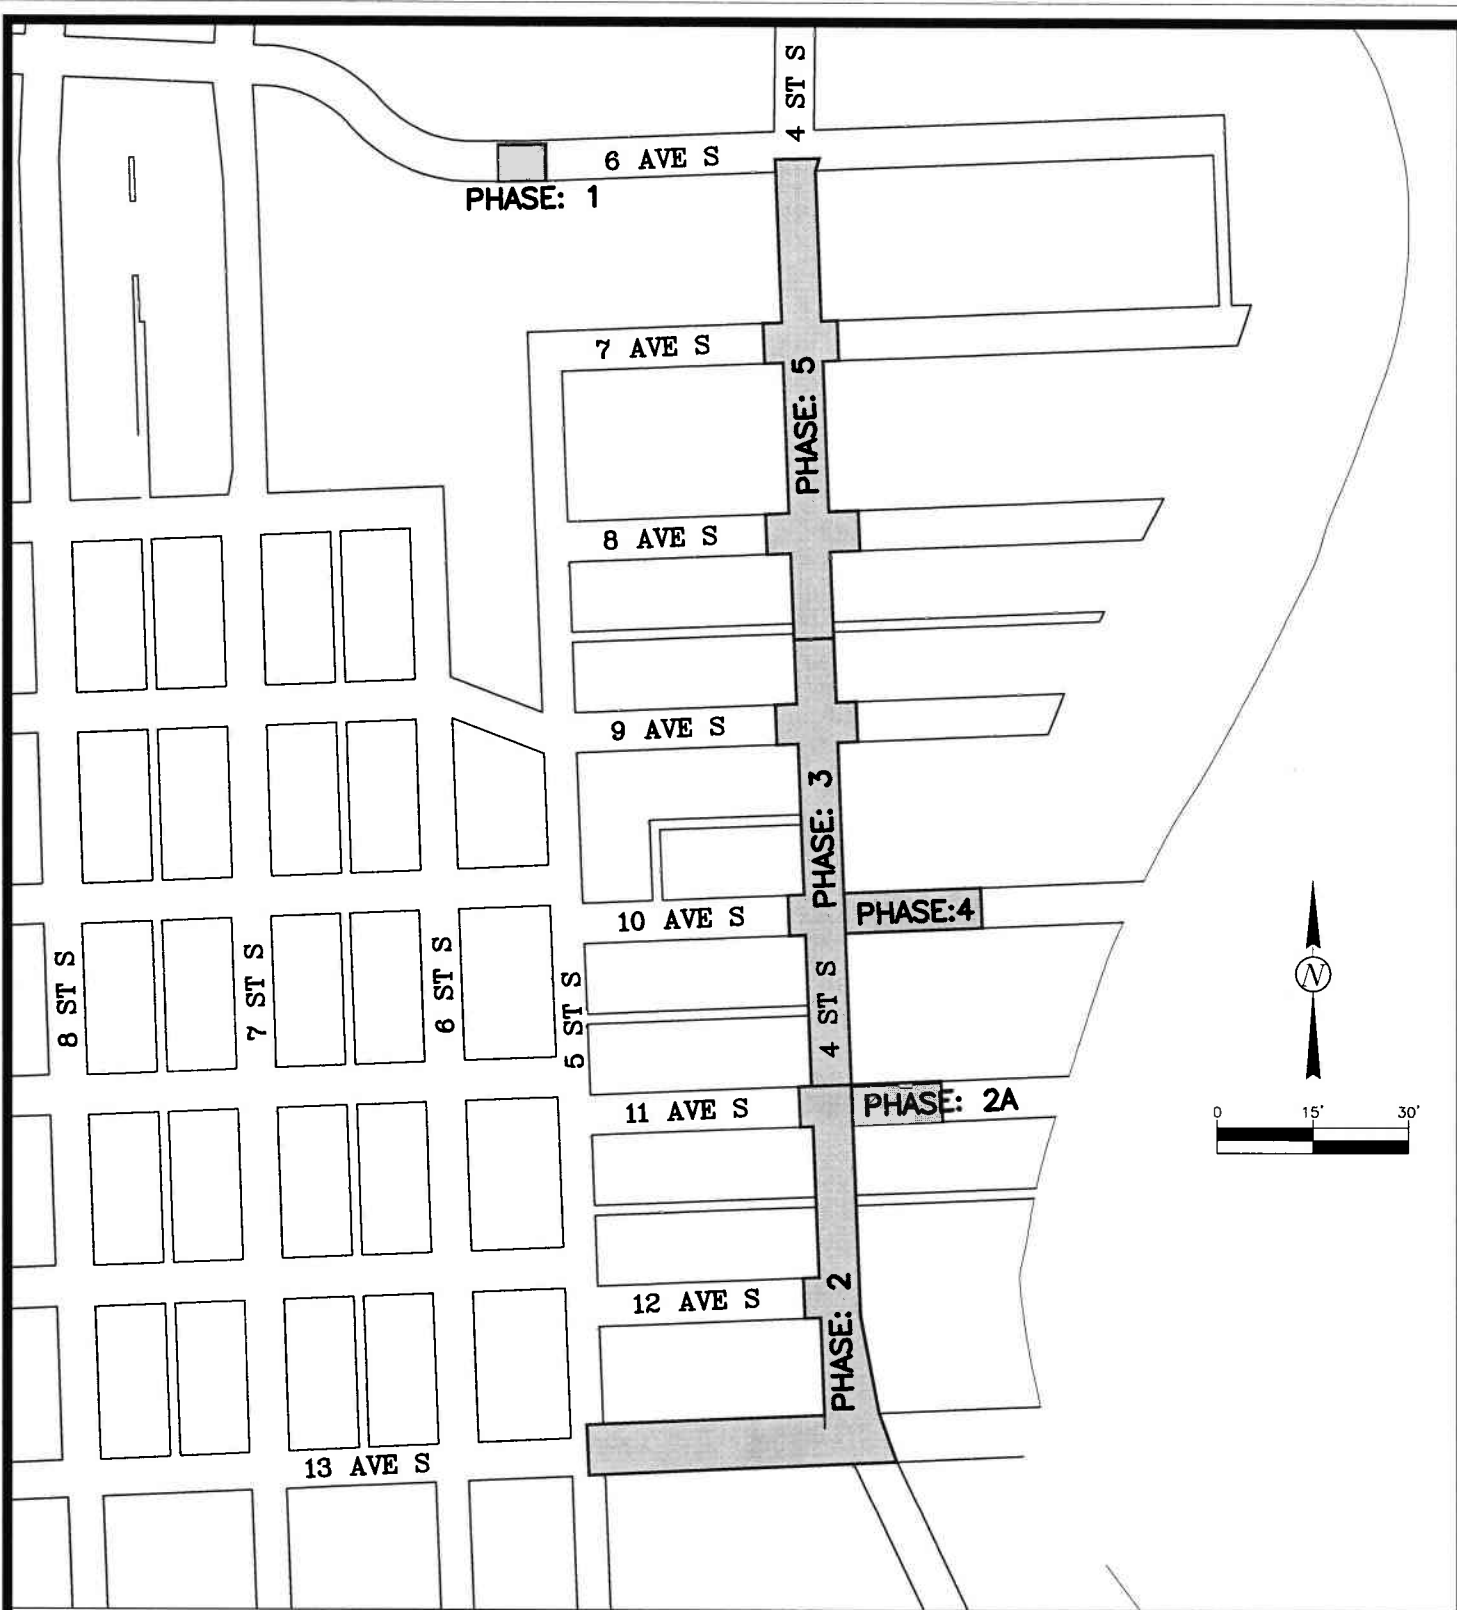 4 ST S
6 AVE S
PHASE: 1
7 AVE S
PHASE: 5
8 AVE S
9 AVE S
PHASE: 3
10 AVE S
PHASE:4
8 ST S
7 ST S
6 ST S
5 ST S
4 ST S
N
11 AVE S
PHASE: 2A
0 15' 30'
12 AVE S
PHASE: 2
13 AVE S